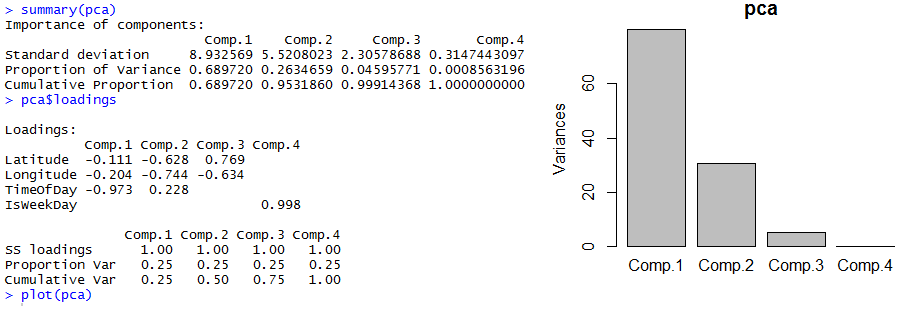 > summary(pca)
Importance of components:
                          Comp.1    Comp.2     Comp.3       Comp.4
Standard deviation     8.932569 5.5208023 2.30578688 0.3147443097
Proportion of Variance 0.689720 0.2634659 0.04595771 0.0008563196
Cumulative Proportion  0.689720 0.9531860 0.99914368 1.0000000000
> pca$loadings
Loadings:
          Comp.1 Comp.2 Comp.3 Comp.4
Latitude  -0.111 -0.628  0.769
Longitude -0.204 -0.744 -0.634
TimeOfDay -0.973  0.228
IsWeekDay                       0.998
               Comp.1 Comp.2 Comp.3 Comp.4
SS loadings      1.00   1.00   1.00   1.00
Proportion Var   0.25   0.25   0.25   0.25
Cumulative Var   0.25   0.50   0.75   1.00
> plot(pca)
pca
Variances
60
40
20
0
Comp.1 Comp.2 Comp.3 Comp.4